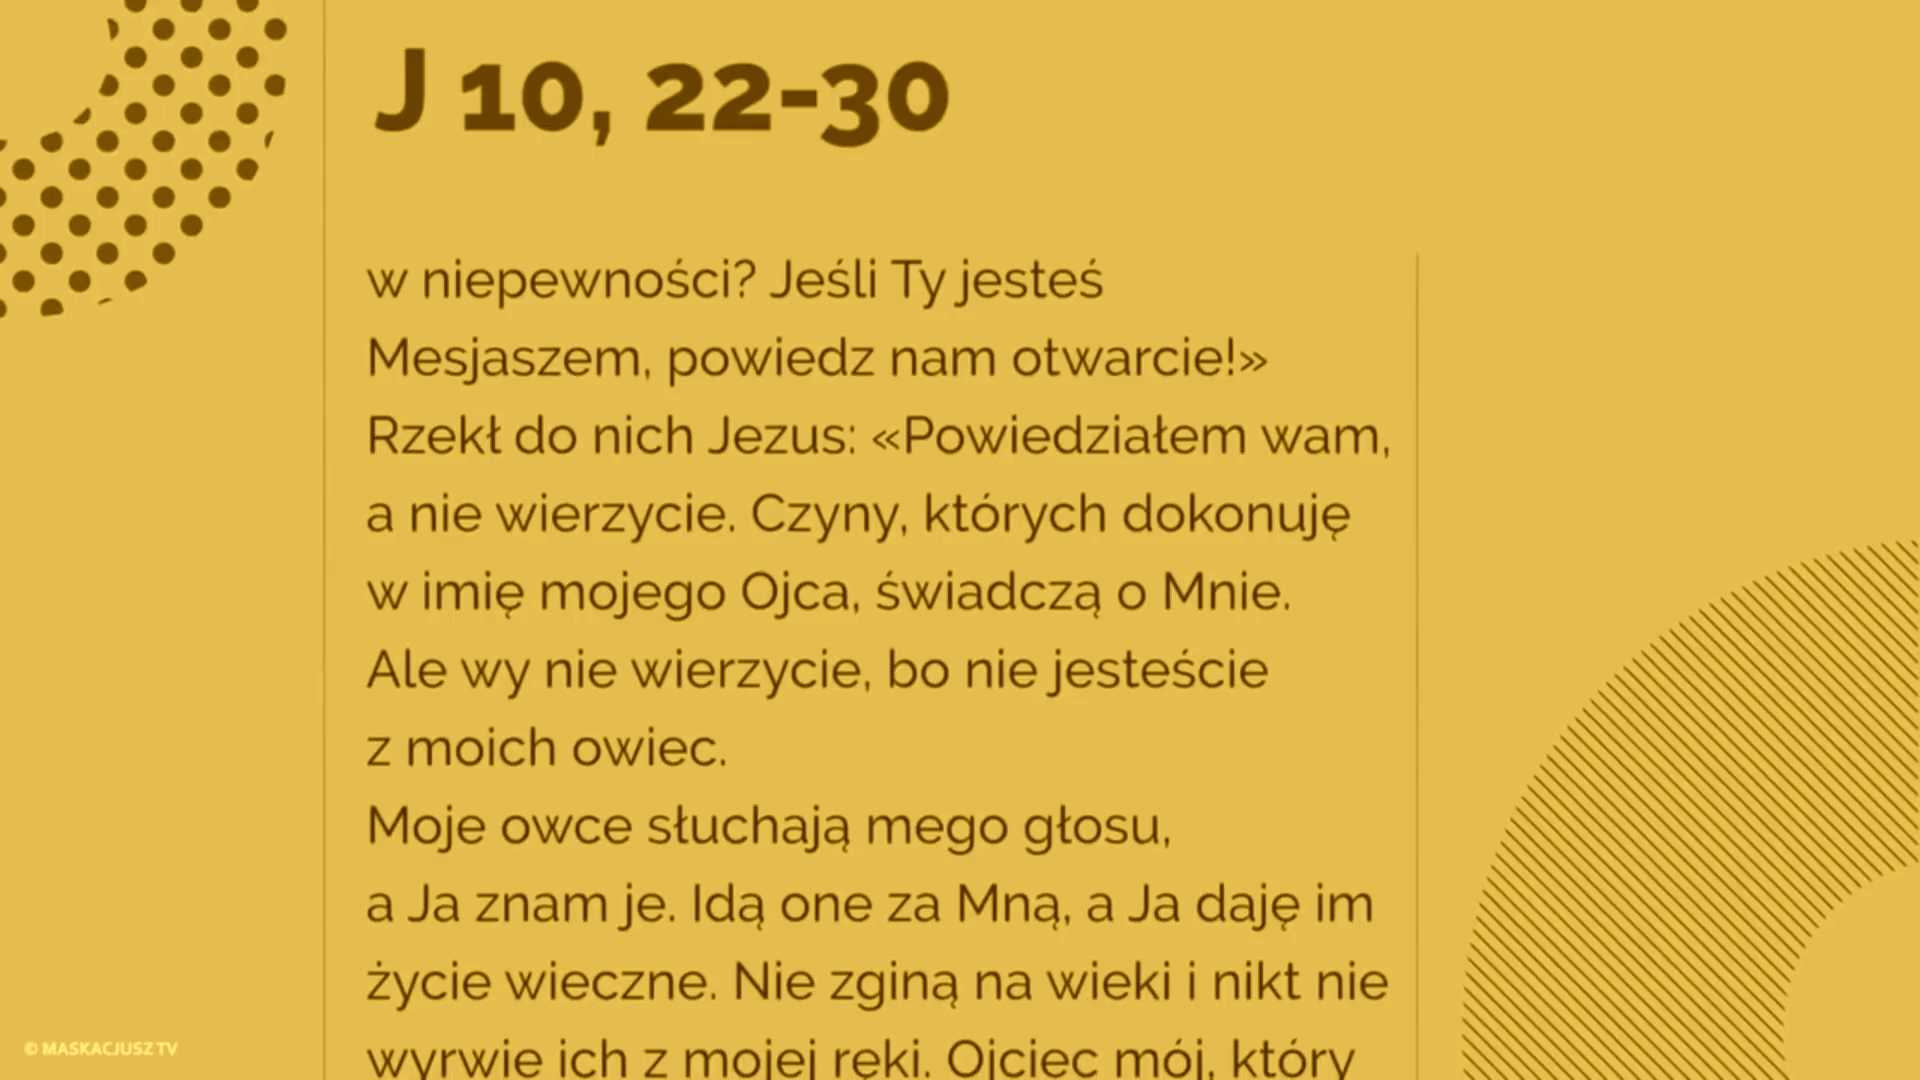 J 10, 22-30
w niepewności? Jeśli Ty jesteś
Mesjaszem, powiedz nam otwarcie!»
Rzekł do nich Jezus: «Powiedziałem wam,
a nie wierzycie. Czyny, których dokonuję
w imię mojego Ojca, świadczą o Mnie.
Ale wy nie wierzycie, bo nie jesteście
z moich owiec.
Moje owce słuchają mego głosu,
a Ja znam je. Idą one za Mną, a Ja daję im
życie wieczne. Nie zginą na wieki i nikt nie
wyrwie ich z mojej ręki. Ojciec mój, który
© MASKACJUSZ TV